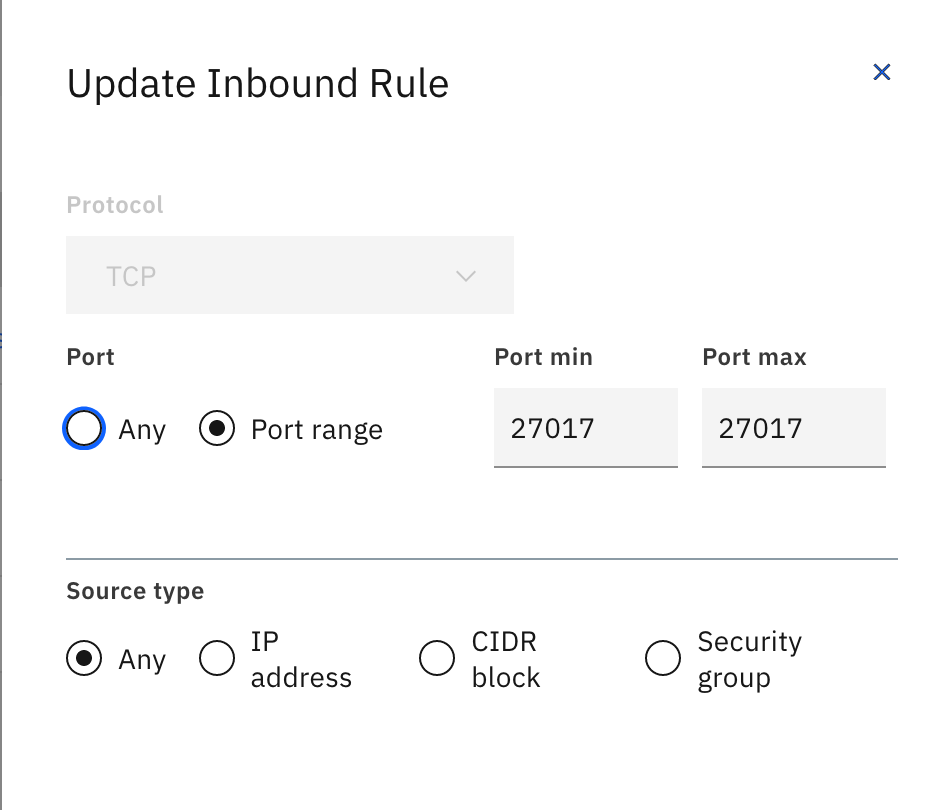 Update Inbound Rule
Protocol
TCP
Port
Port min
Port max
Any
Port range
27017
27017
Source type
Any
IP
address
CIDR
block
Security
group